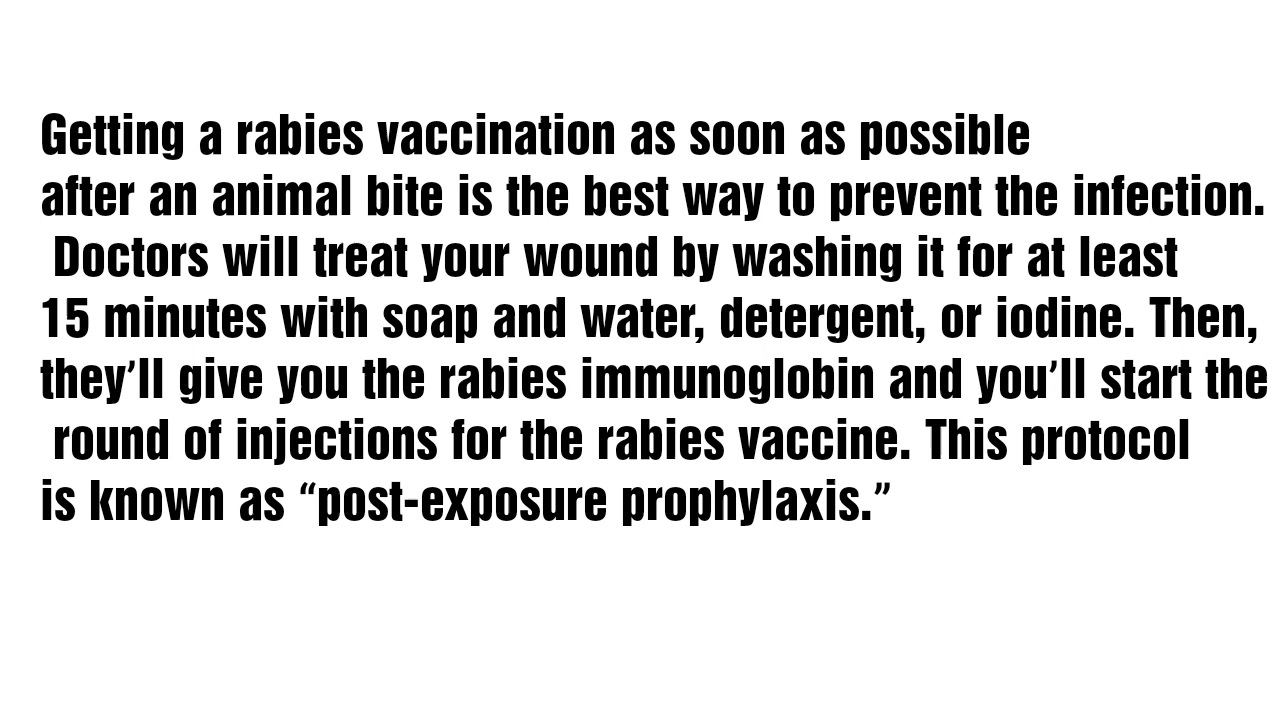 Getting a rabies vaccination as soon as possible
after an animal bite is the best way to prevent the infection.
Doctors will treat your wound by washing it for at least
15 minutes with soap and water, detergent, or iodine. Then,
they’ll give you the rabies immunoglobin and you’ll start the
round of injections for the rabies vaccine. This protocol
is known as “post-exposure prophylaxis.”